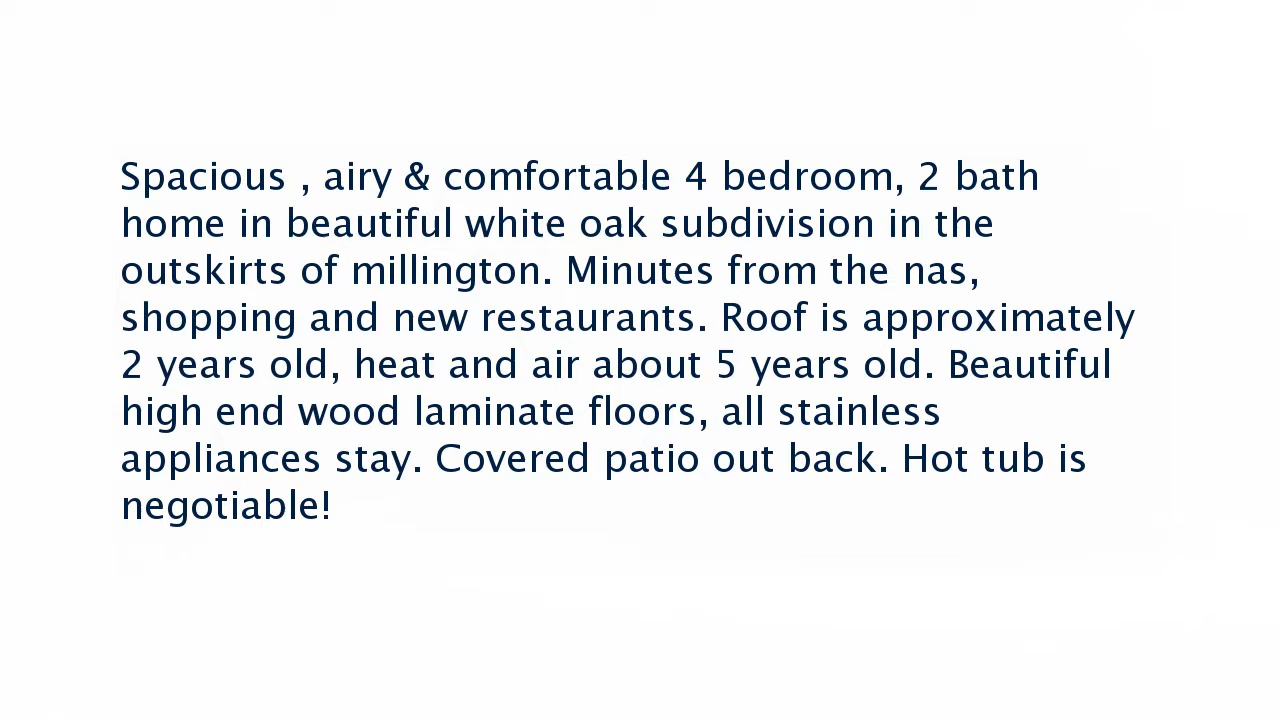 Spacious , airy & comfortable 4 bedroom, 2 bath
home in beautiful white oak subdivision in the
outskirts of millington. Minutes from the nas,
shopping and new restaurants. Roof is approximately
2 years old, heat and air about 5 years old. Beautiful
high end wood laminate floors, all stainless
appliances stay. Covered patio out back. Hot tub is
negotiable!